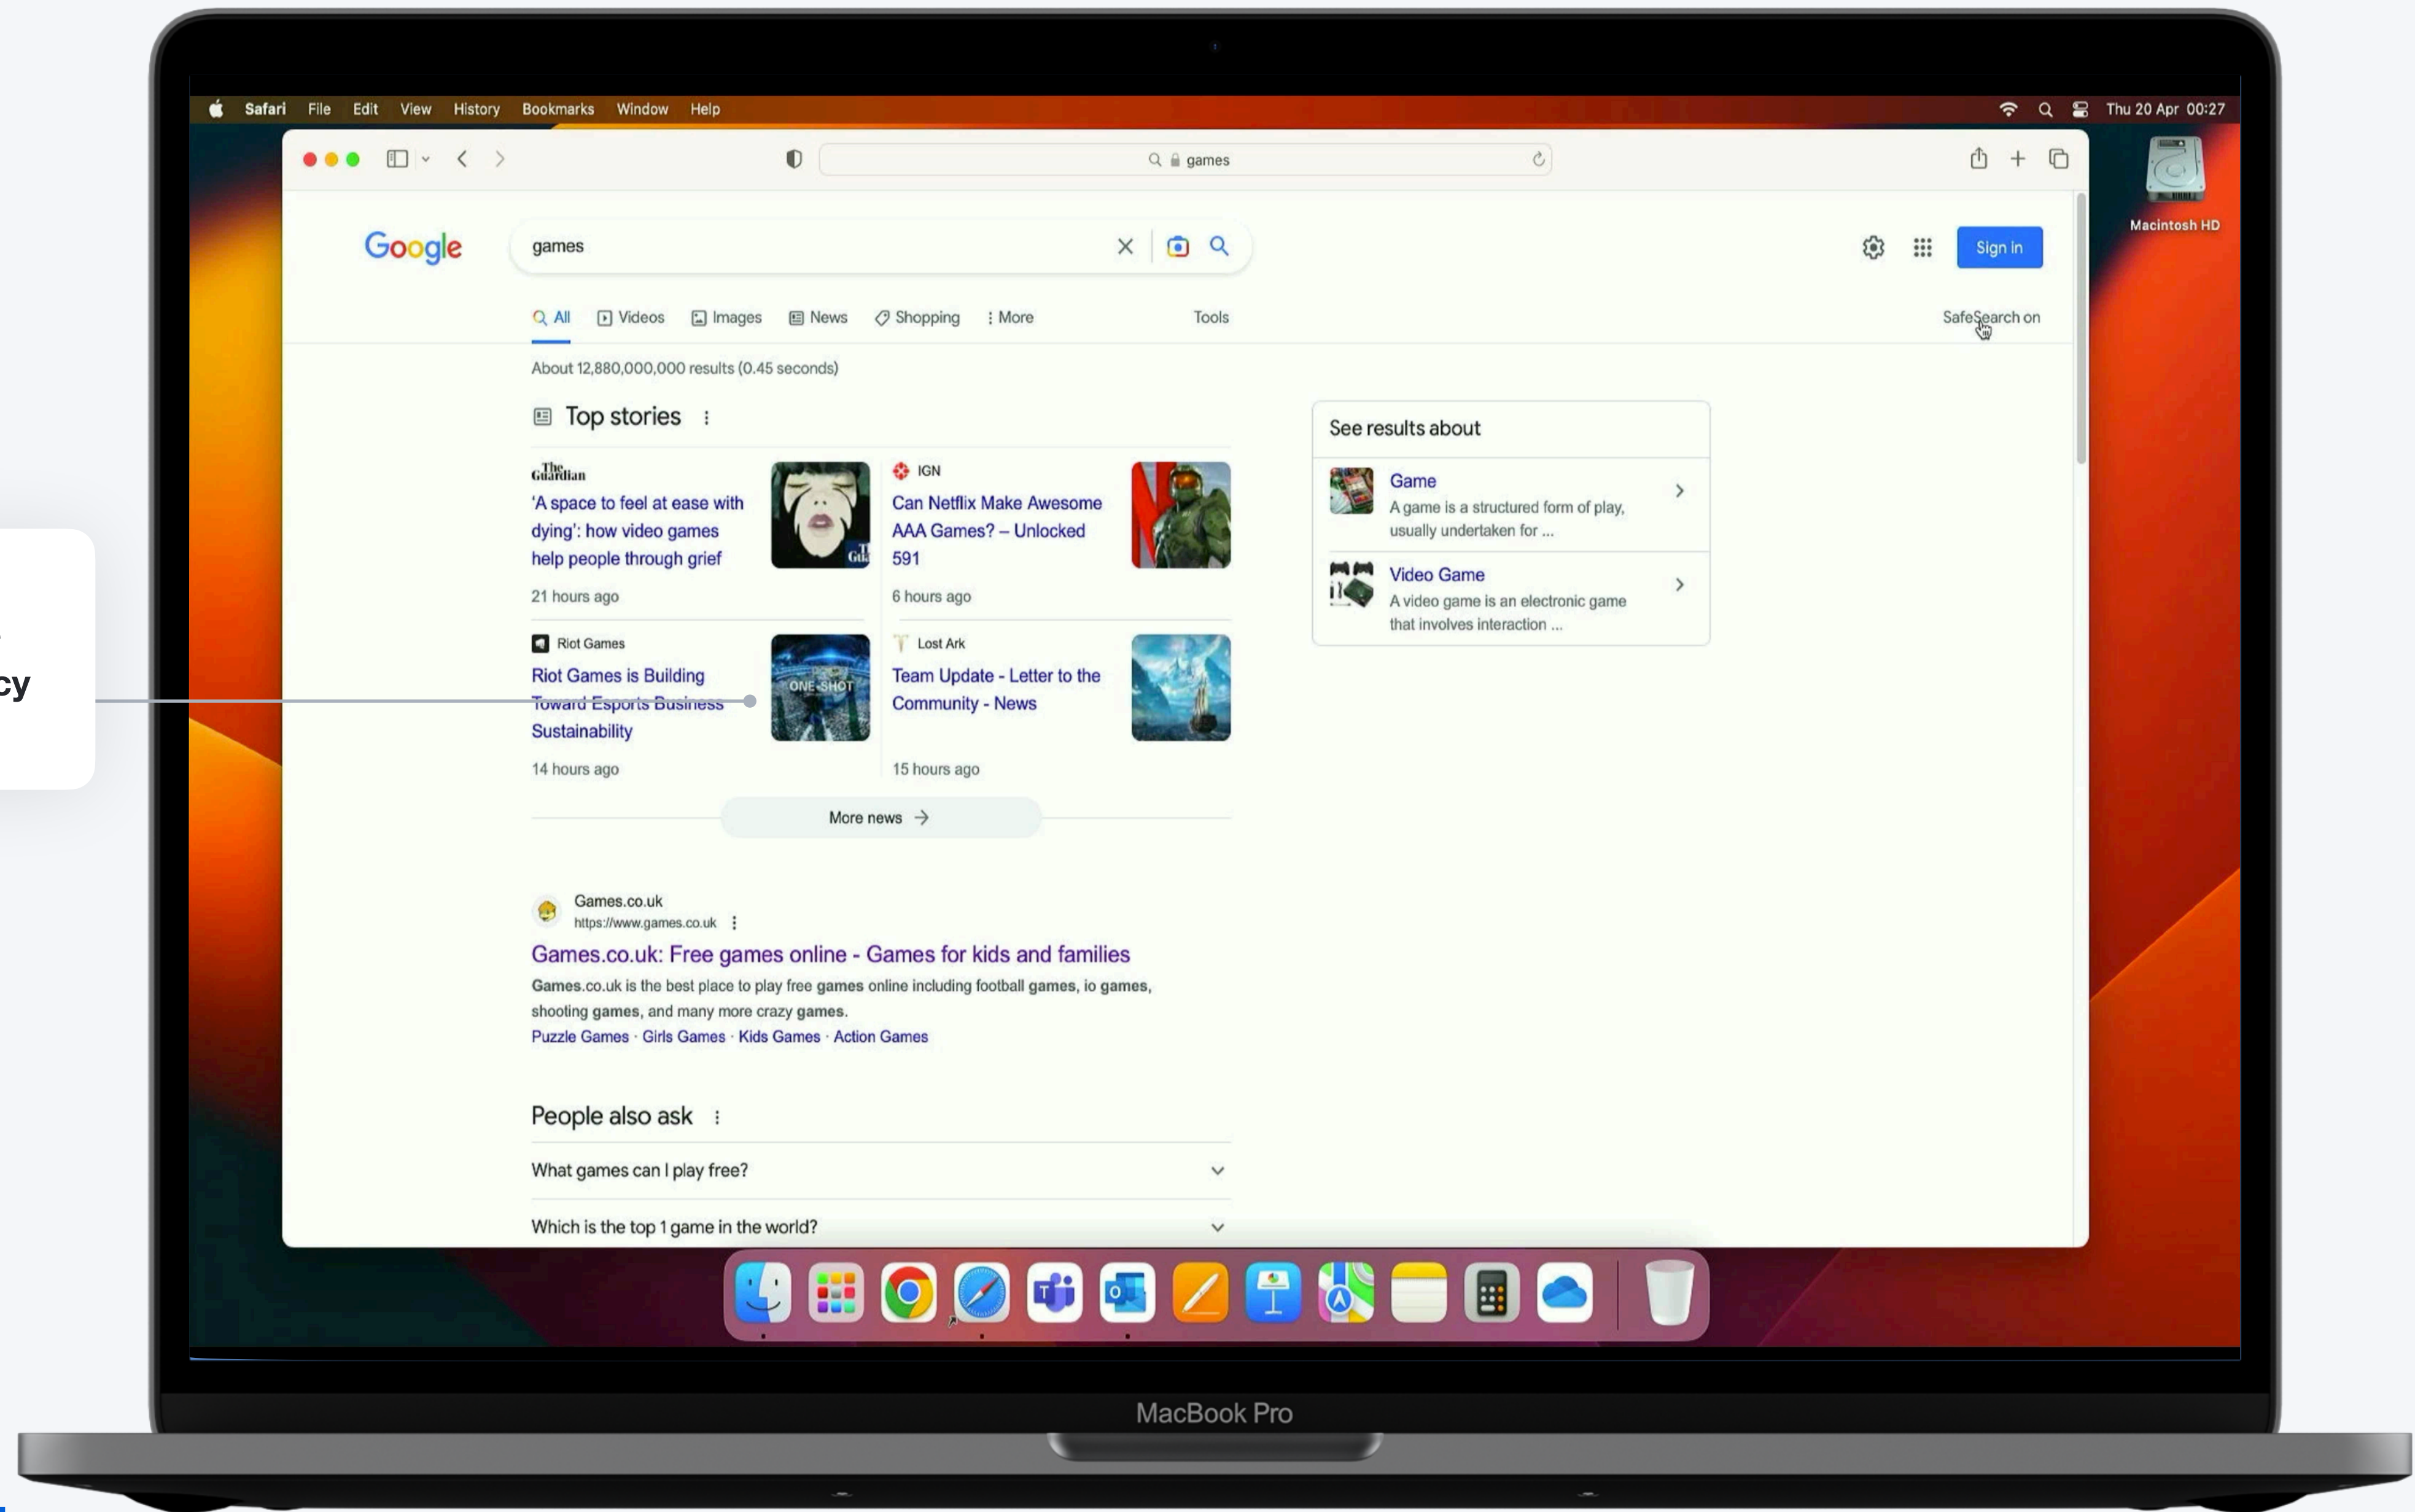 Safari File Edit View History Bookmarks Window Help
Thu 20 Apr 00:27
games
Macintosh HD
Google
games
Sign in
All Videos Images News Shopping More Tools
SafeSearch on
About 12,880,000,000 results (0.45 seconds)
Top stories
The
Guardian
'A space to feel at ease with
dying': how video games
help people through grief
21 hours ago
IGN
Can Netflix Make Awesome
AAA Games? – Unlocked
591
6 hours ago
Riot Games
Riot Games is Building
Toward Esports Business
Sustainability
ONE-SHOT
14 hours ago
Lost Ark
Team Update - Letter to the
Community - News
15 hours ago
More news
See results about
Game
A game is a structured form of play,
usually undertaken for ...
Video Game
A video game is an electronic game
that involves interaction ...
cy
Games.co.uk
https://www.games.co.uk
Games.co.uk: Free games online - Games for kids and families
Games.co.uk is the best place to play free games online including football games, io games,
shooting games, and many more crazy games.
Puzzle Games · Girls Games · Kids Games · Action Games
People also ask
What games can I play free?
Which is the top 1 game in the world?
MacBook Pro